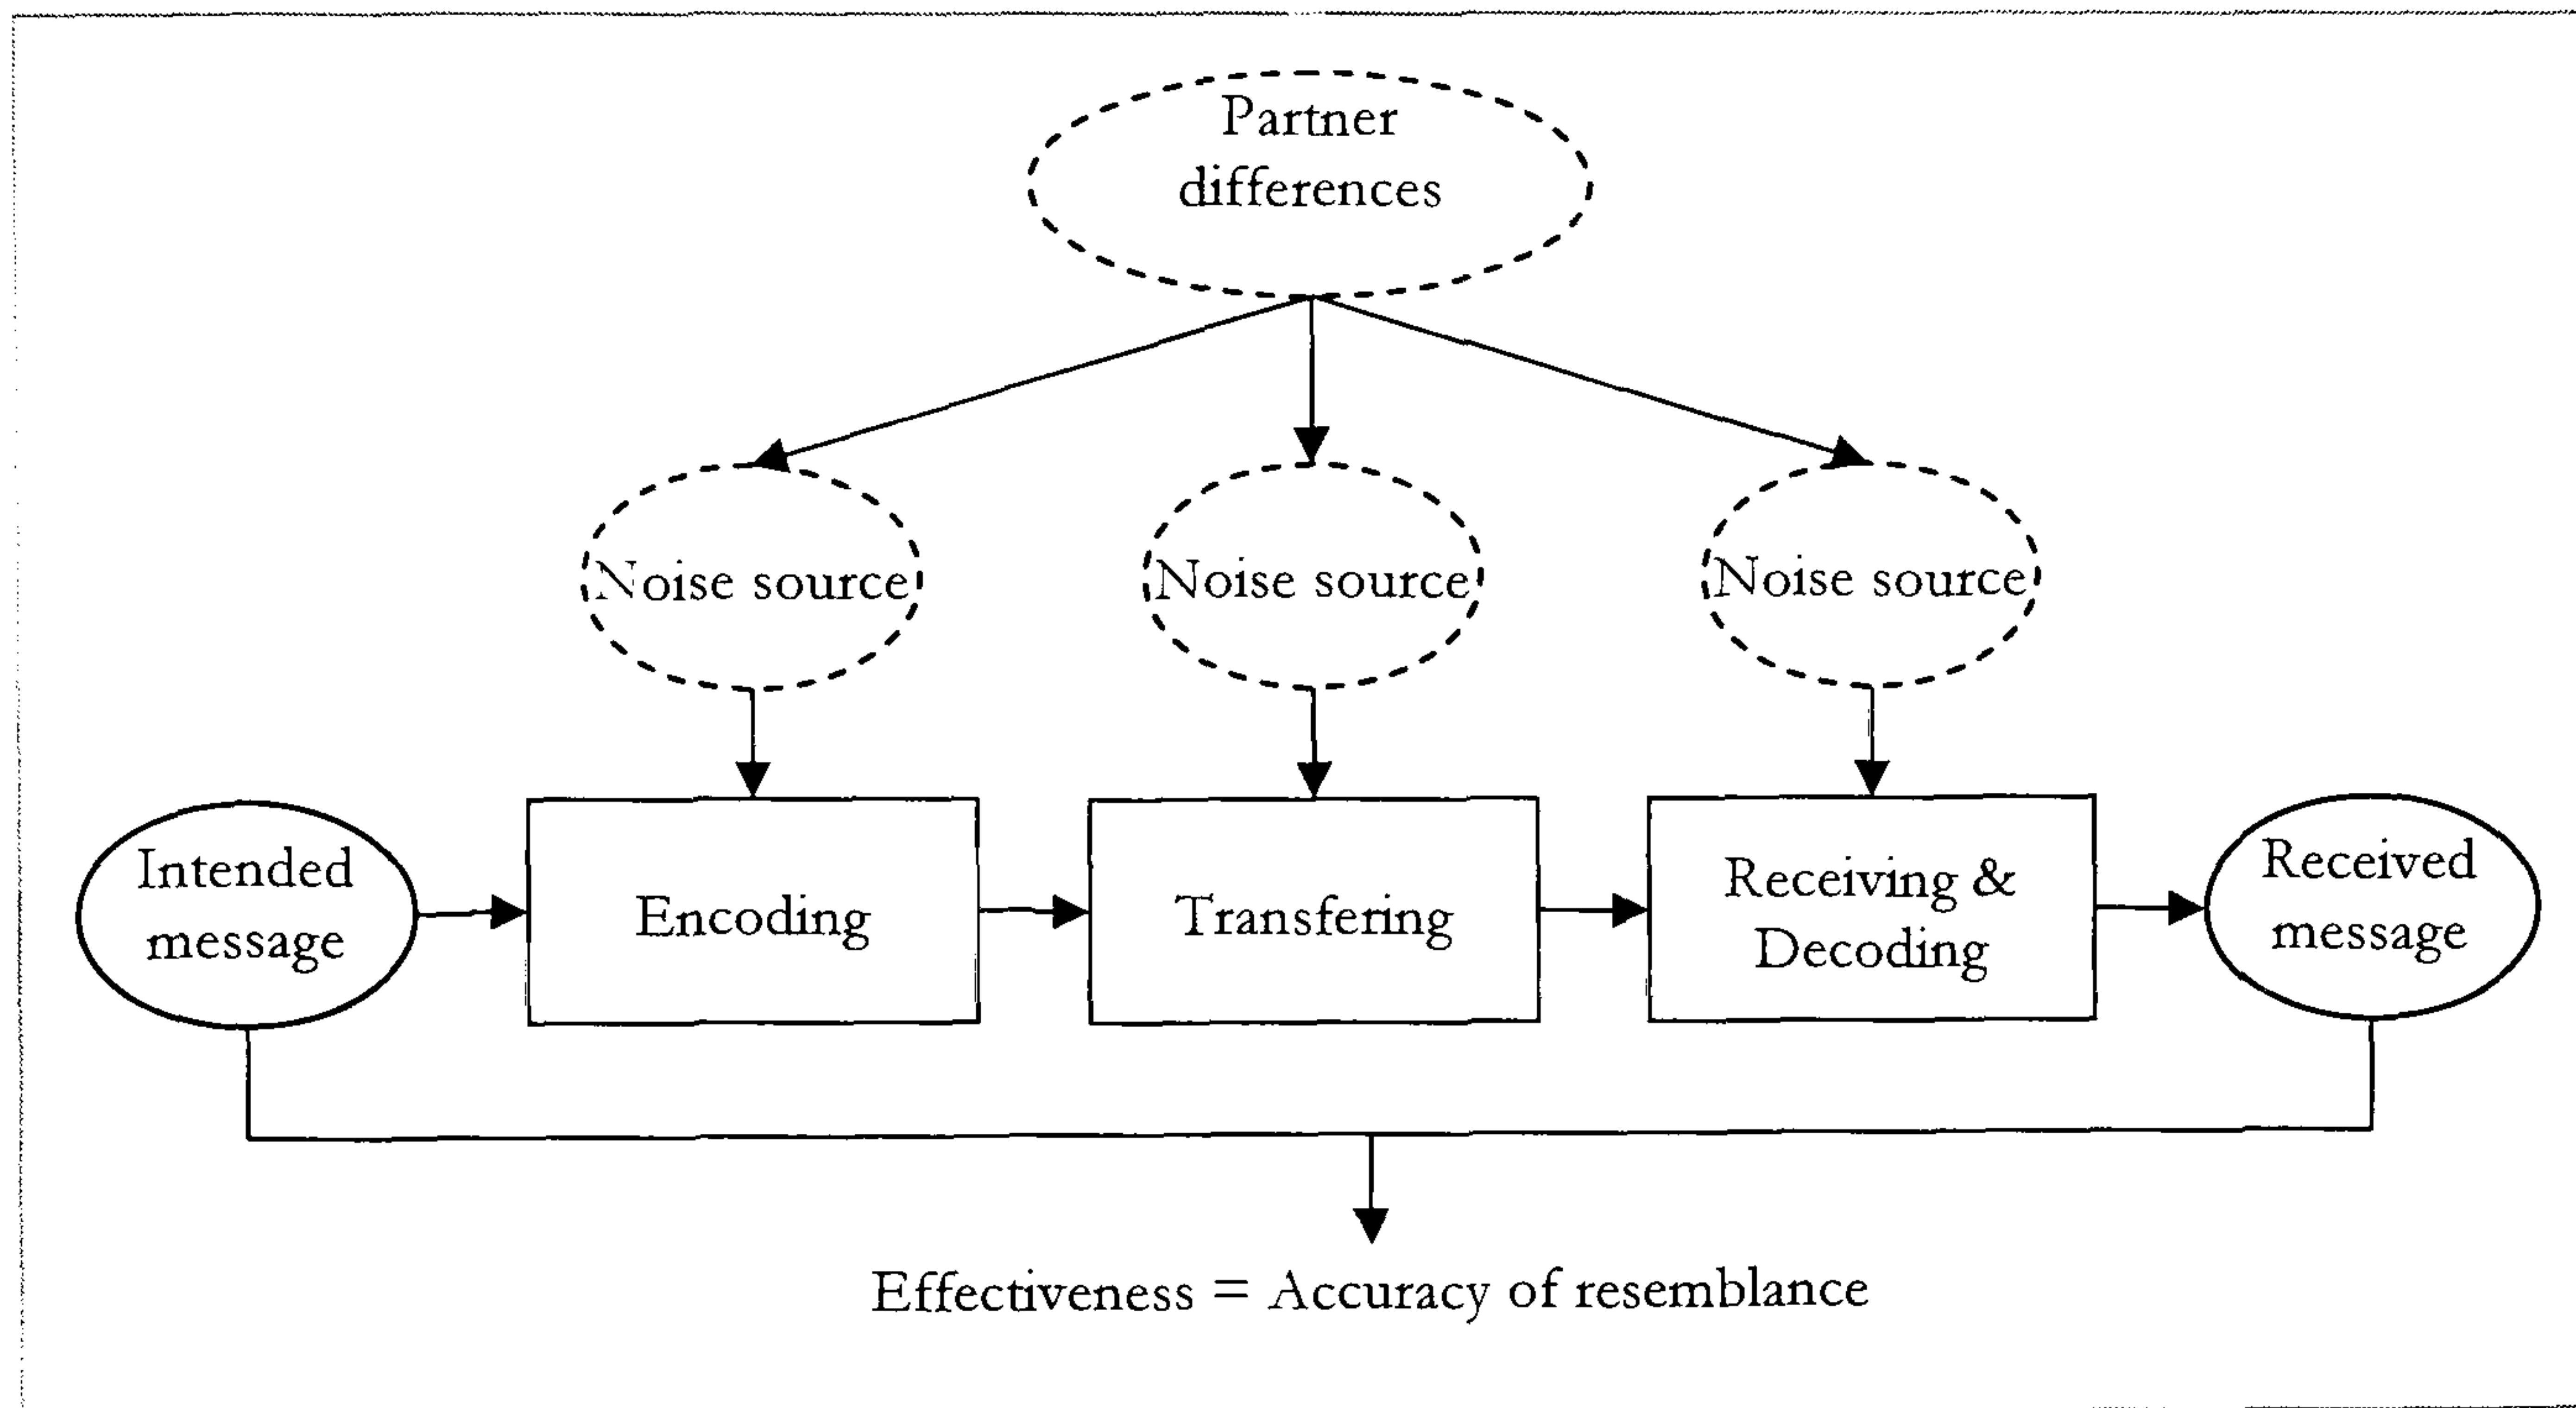 Partner
differences
Noise source
Noise source
Noise source
Intended
message
Encoding
Transfering
Receiving &
Decoding
Received
message
Effectiveness = Accuracy of resemblance